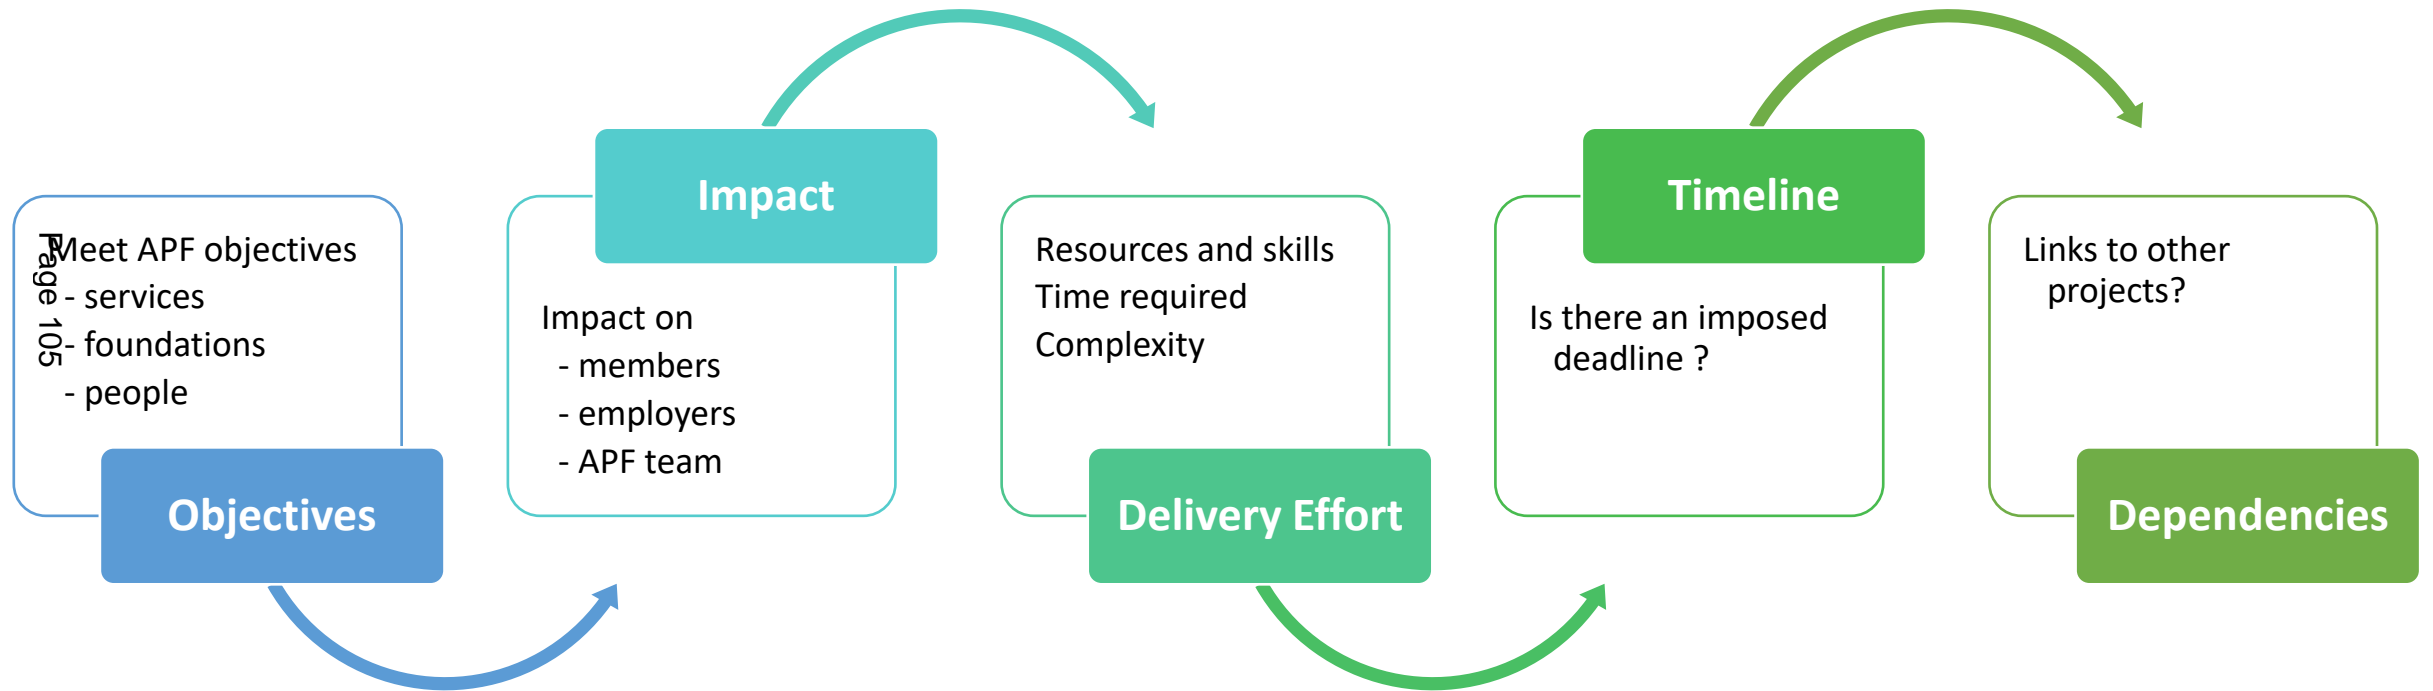 Page 105
Meet APF objectives
- services
- foundations
- people
Objectives
Impact
Impact on
- members
- employers
- APF team
Resources and skills
Time required
Complexity
Delivery Effort
Timeline
Is there an imposed
deadline ?
Links to other
projects?
Dependencies